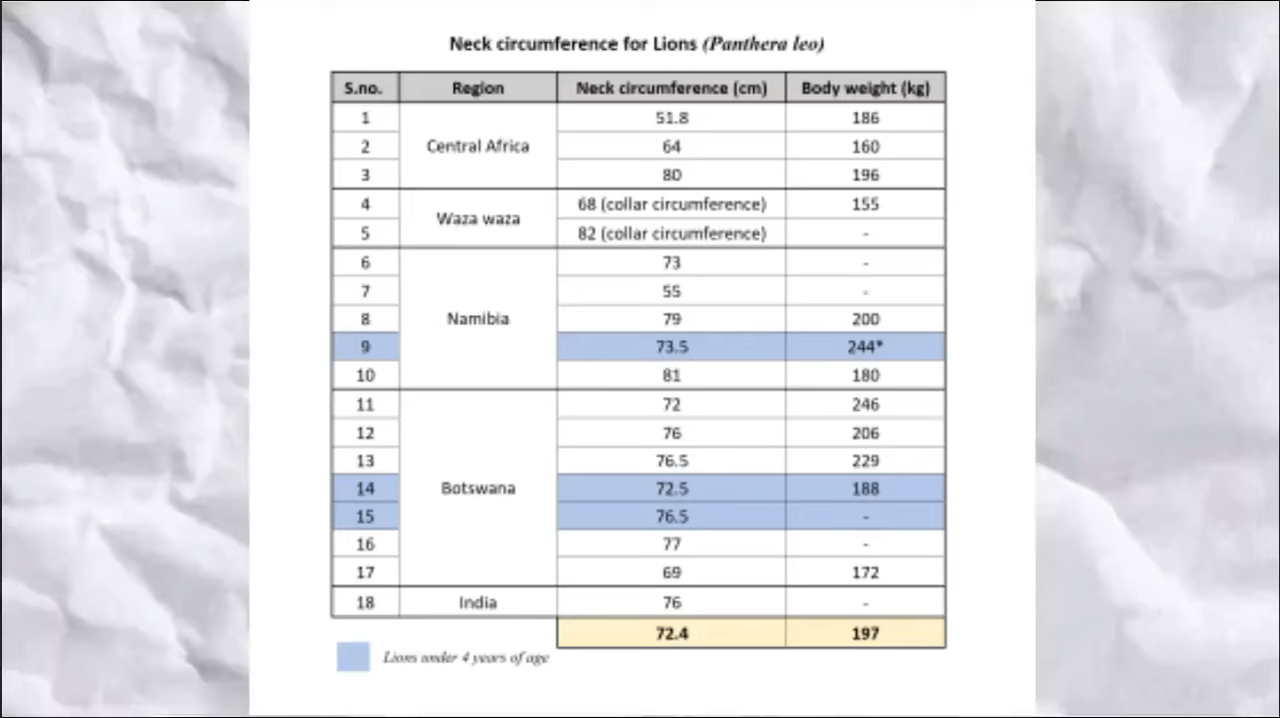 Neck circumference for Lions (Panthera leo)
S.no. Region Neck circumference (cm) Body weight (kg)
1 51.8 186
2 Central Africa 64 160
3 80 196
4 68 (collar circumference) 155
Waza waza
5 82 (collar circumference) -
6 73 -
7 55 -
8 Namibia 79 200
9 73.5 244*
10 81 180
11 72 246
12 76 206
13 76.5 229
14 Botswana 72.5 188
15 76.5 -
16 77 -
17 69 172
18 India 76 -
72.4 197
Lions under 4 years of age